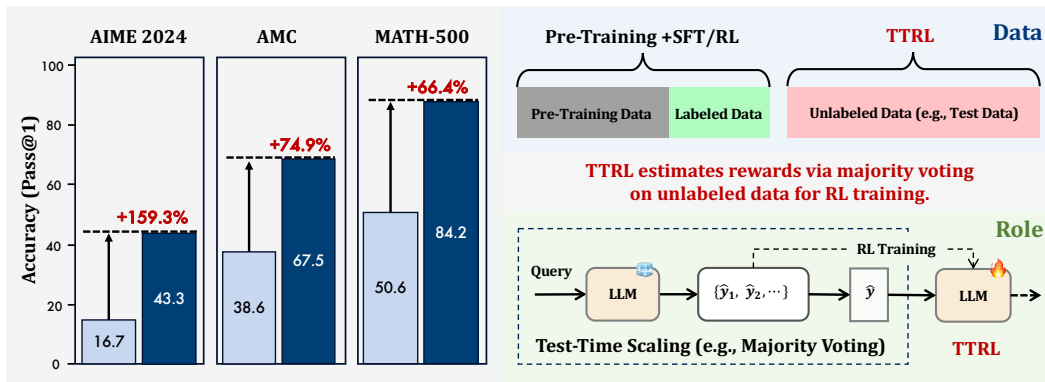 AIME 2024
AMC
MATH-500
Accuracy (Pass@1)
100
80
60
40
20
0
+159.3%
+74.9%
+66.4%
16.7
43.3
38.6
67.5
50.6
84.2
Data
Pre-Training +SFT/RL
TTRL
Pre-Training Data
Labeled Data
Unlabeled Data (e.g., Test Data)
TTRL estimates rewards via majority voting
on unlabeled data for RL training.
Role
RL Training
Query
LLM
{ŷ₁, ŷ₂,⋯}
ŷ
LLM
Test-Time Scaling (e.g., Majority Voting)
TTRL